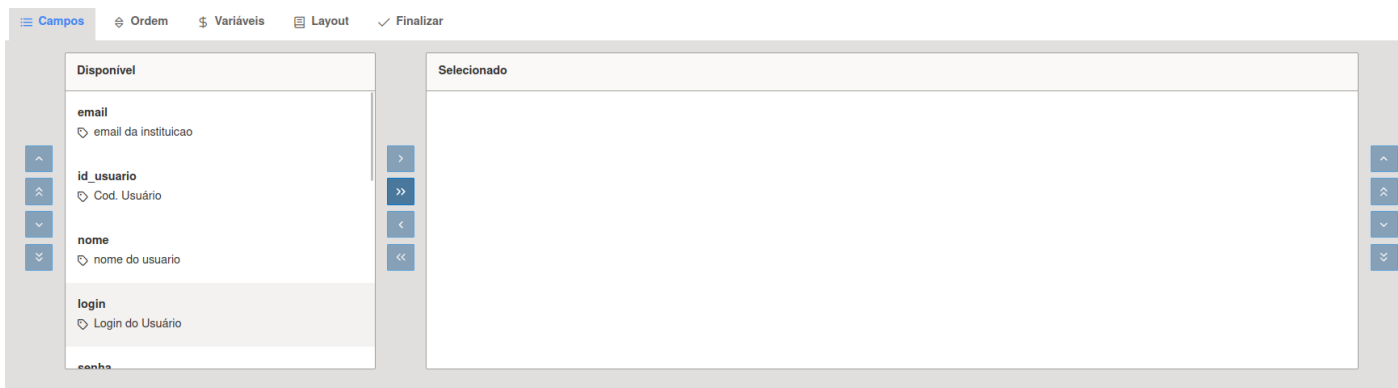 Campos Ordem Variáveis Layout Finalizar
Disponível
Selecionado
email
email da instituicao
id_usuario
Cod. Usuário
nome
nome do usuario
login
Login do Usuário
senha